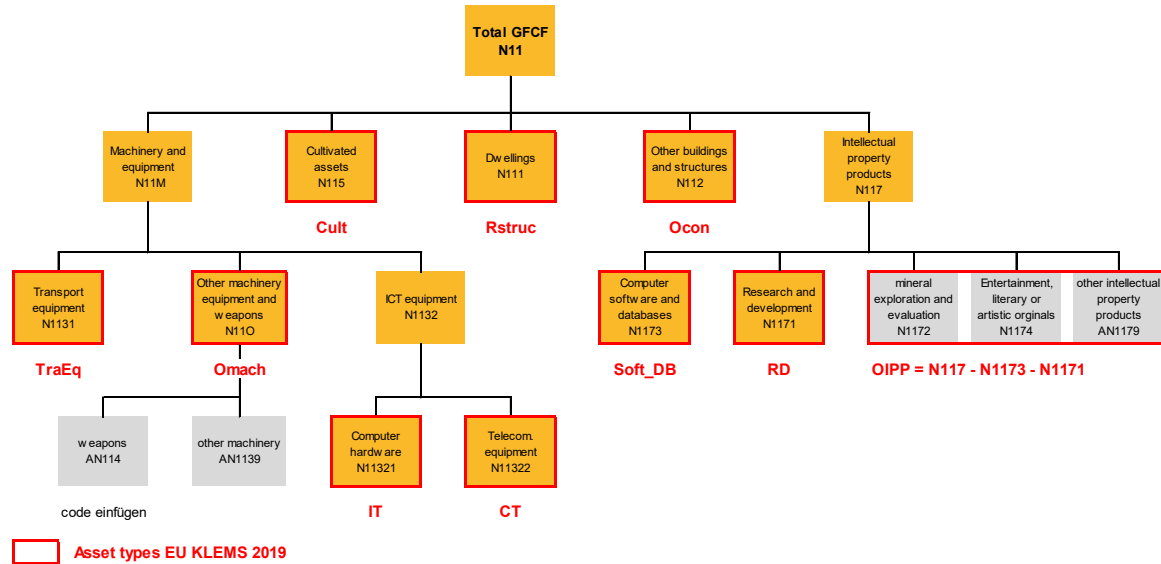 Total GFCF
N11
Machinery and
equipment
N11M
Cultivated
assets
N115
Dwellings
N111
Other buildings
and structures
N112
Intellectual
property
products
N117
Cult
Rstruc
Ocon
Transport
equipment
N1131
Other machinery
equipment and
weapons
N11O
ICT equipment
N1132
Computer
software and
databases
N1173
Research and
development
N1171
mineral
exploration and
evaluation
N1172
Entertainment,
literary or
artistic orginals
N1174
other intellectual
property
products
AN1179
TraEq
Omach
Soft_DB
RD
OIPP = N117 - N1173 - N1171
weapons
AN114
other machinery
AN1139
Computer
hardware
N11321
Telecom.
equipment
N11322
code einfügen
IT
CT
Asset types EU KLEMS 2019